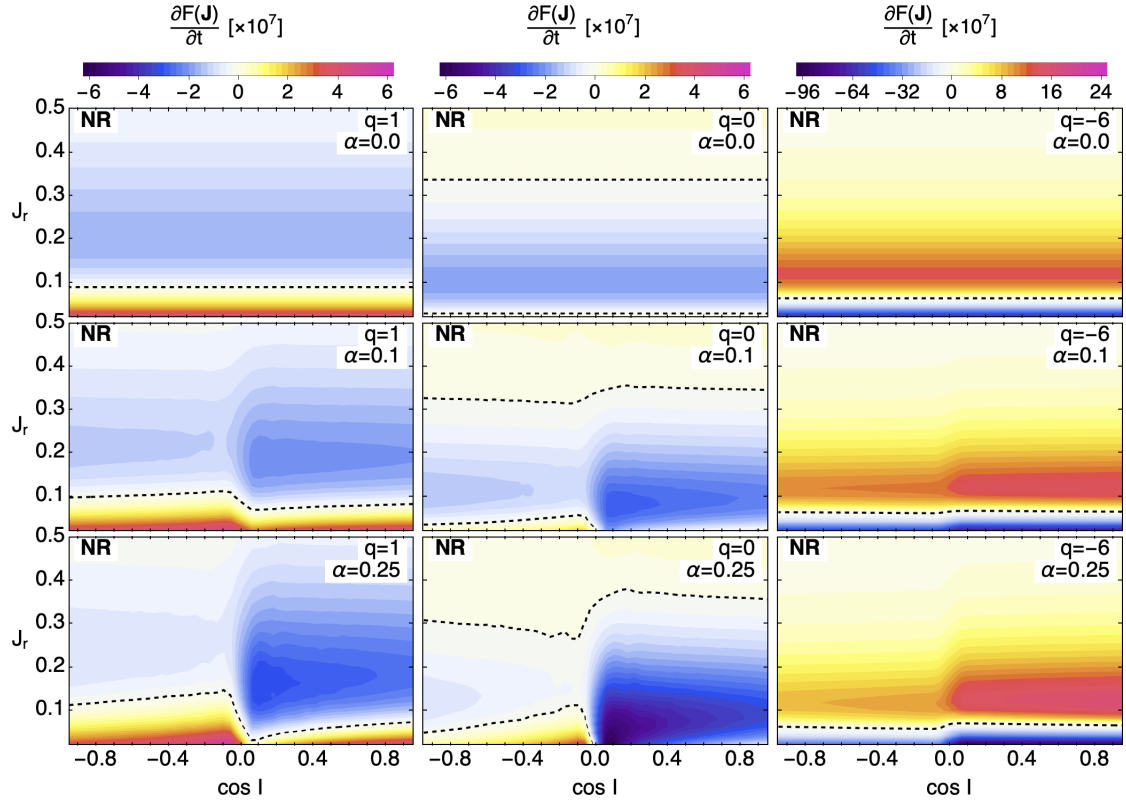 ∂F(J)/∂t [×10⁷] ∂F(J)/∂t [×10⁷] ∂F(J)/∂t [×10⁷]
−6 −4 −2 0 2 4 6 −6 −4 −2 0 2 4 6 −96 −64 −32 0 8 16 24
0.5 NR q=1 NR q=0 NR q=−6
α=0.0 α=0.0 α=0.0
0.4
0.3
Jr
0.2
0.1
0.5 NR q=1 NR q=0 NR q=−6
α=0.1 α=0.1 α=0.1
0.4
0.3
Jr
0.2
0.1
0.5 NR q=1 NR q=0 NR q=−6
α=0.25 α=0.25 α=0.25
0.4
0.3
Jr
0.2
0.1
−0.8 −0.4 0.0 0.4 0.8 −0.8 −0.4 0.0 0.4 0.8 −0.8 −0.4 0.0 0.4 0.8
cos I cos I cos I